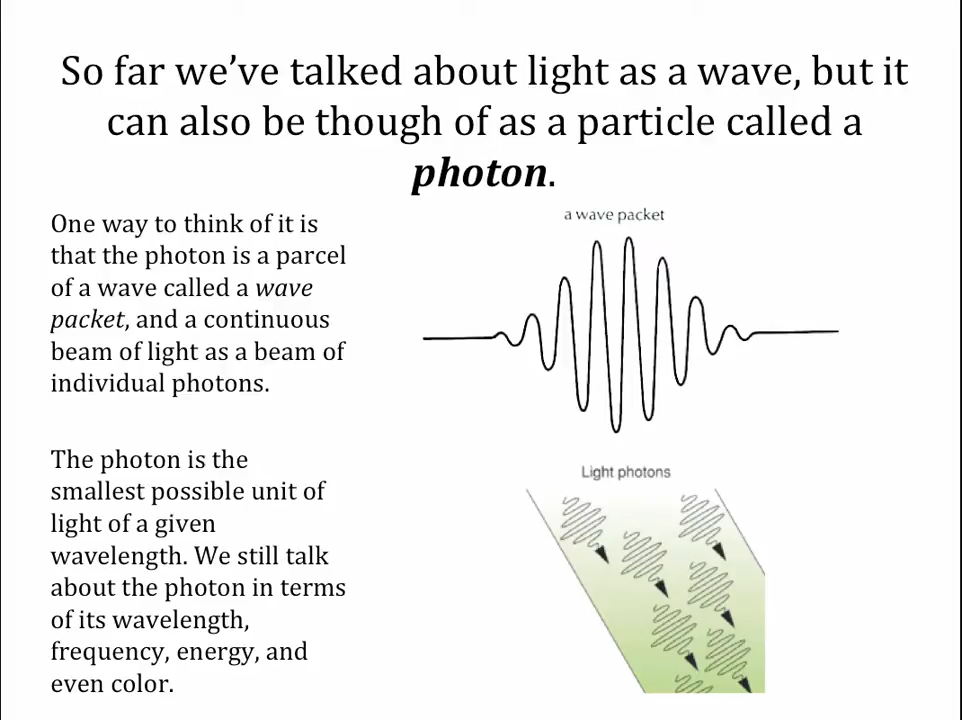 So far we’ve talked about light as a wave, but it
can also be though of as a particle called a
photon.
One way to think of it is
that the photon is a parcel
of a wave called a wave
packet, and a continuous
beam of light as a beam of
individual photons.
The photon is the
smallest possible unit of
light of a given
wavelength. We still talk
about the photon in terms
of its wavelength,
frequency, energy, and
even color.
a wave packet
Light photons